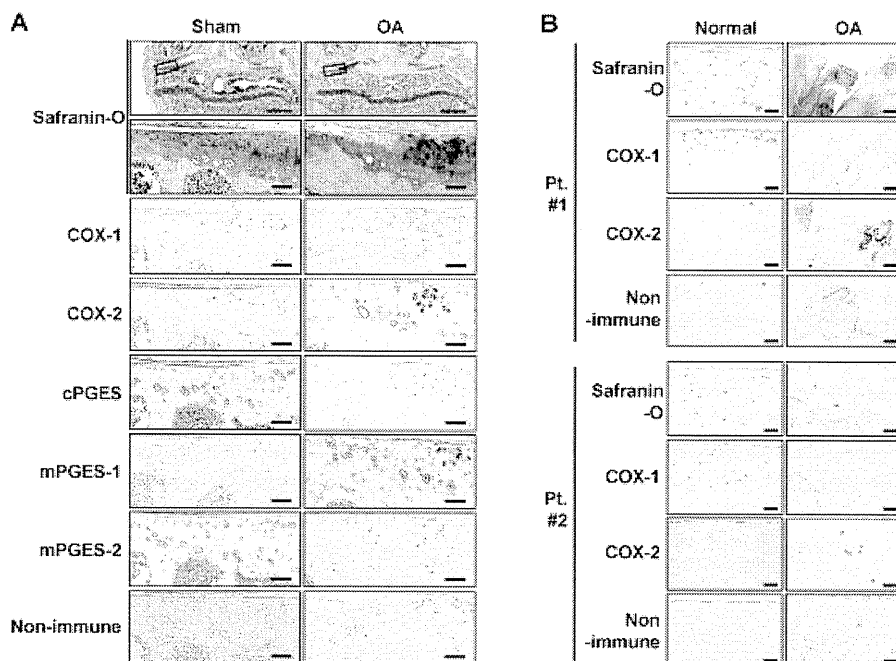 A
Sham
OA
Safranin-O
COX-1
COX-2
cPGES
mPGES-1
mPGES-2
Non-immune
B
Normal
OA
Pt.
#1
Safranin
-O
COX-1
COX-2
Non
-immune
Pt.
#2
Safranin
-O
COX-1
COX-2
Non
-immune